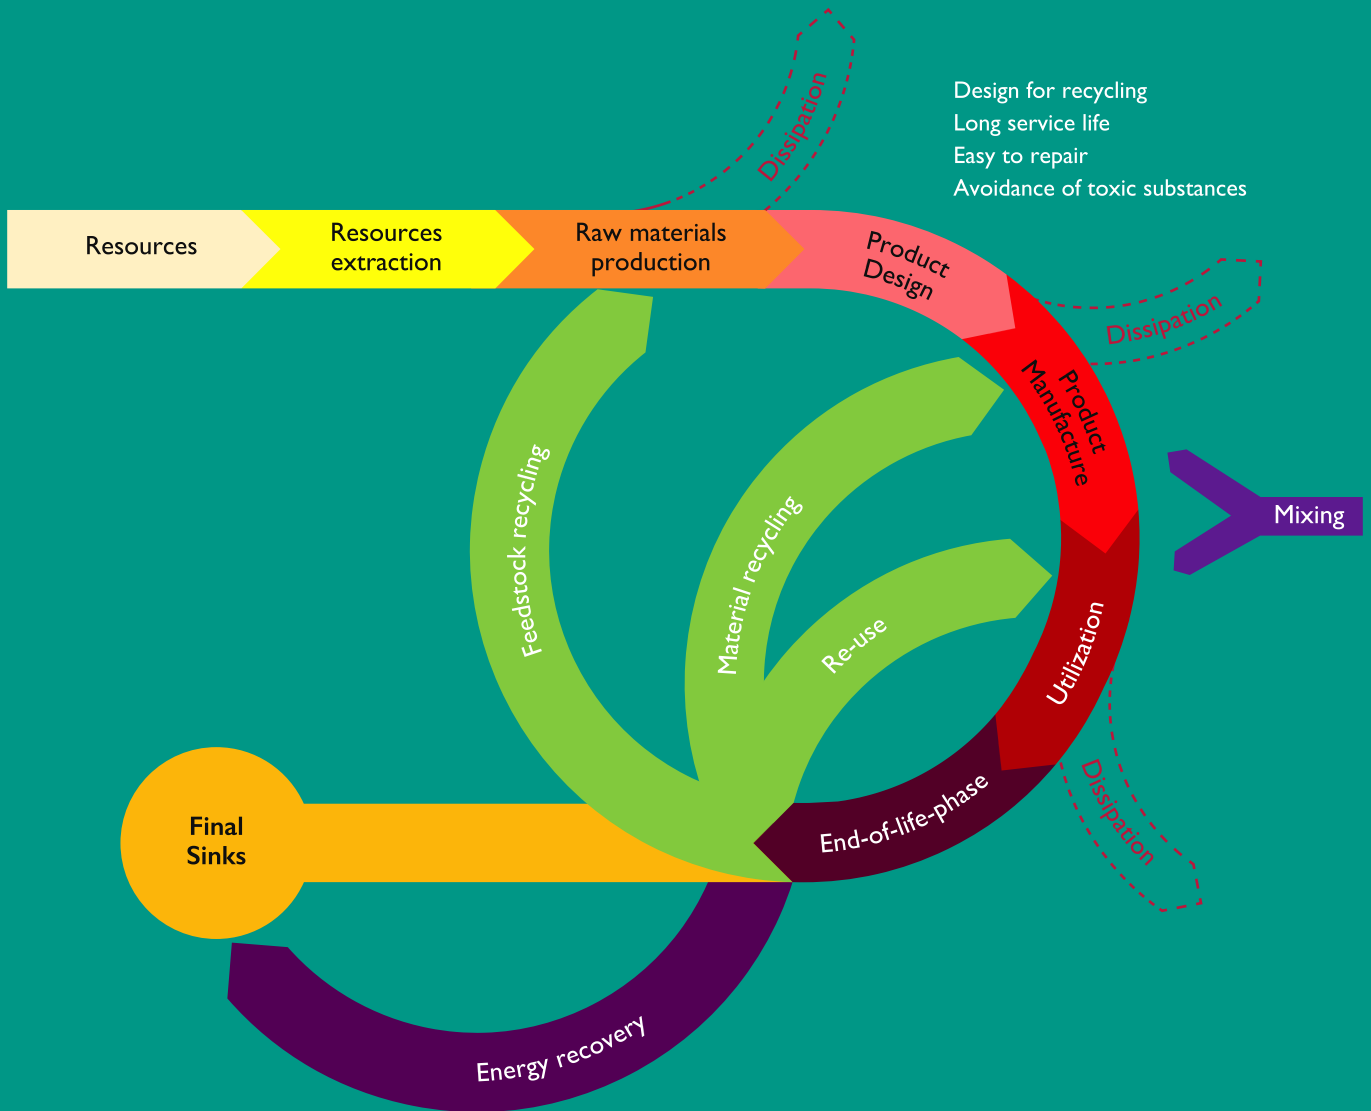 Dissipation
Design for recycling
Long service life
Easy to repair
Avoidance of toxic substances
Resources
Resources
extraction
Raw materials
production
Product
Design
Dissipation
Product
Manufacture
Mixing
Feedstock recycling
Material recycling
Re-use
Utilization
Dissipation
End-of-life-phase
Final
Sinks
Energy recovery